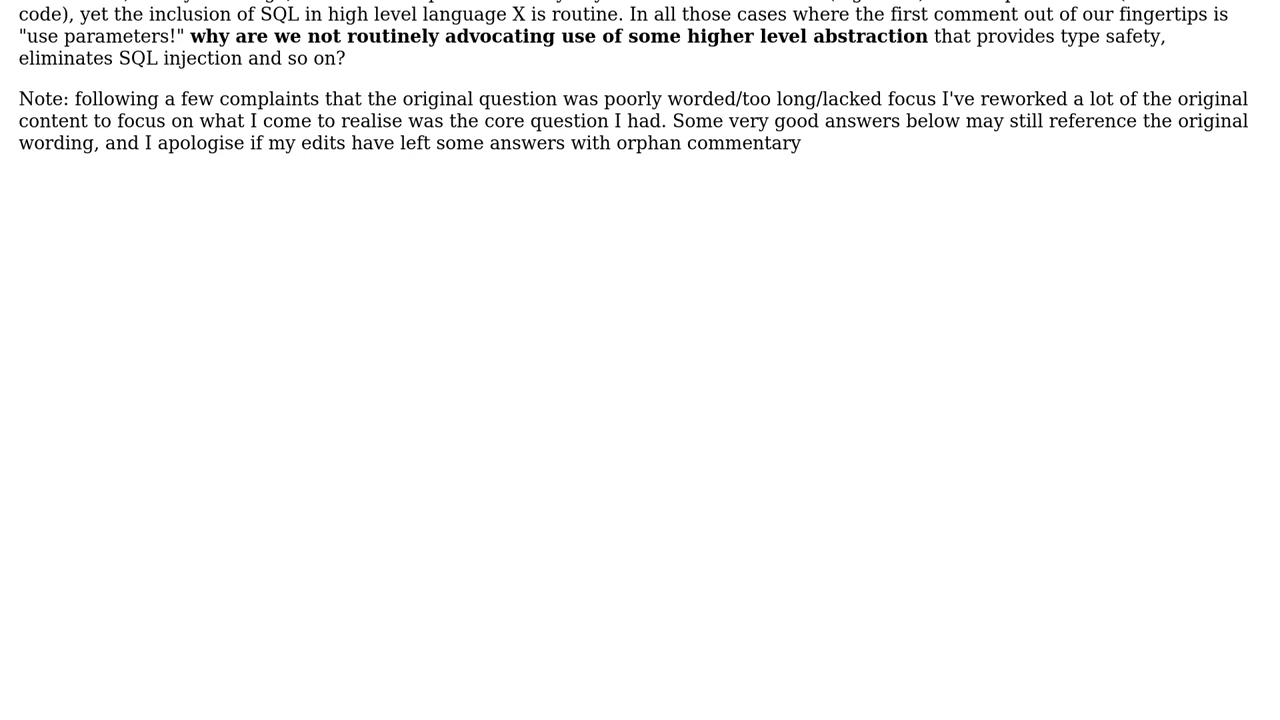 code), yet the inclusion of SQL in high level language X is routine. In all those cases where the first comment out of our fingertips is
"use parameters!" why are we not routinely advocating use of some higher level abstraction that provides type safety,
eliminates SQL injection and so on?
Note: following a few complaints that the original question was poorly worded/too long/lacked focus I've reworked a lot of the original
content to focus on what I come to realise was the core question I had. Some very good answers below may still reference the original
wording, and I apologise if my edits have left some answers with orphan commentary